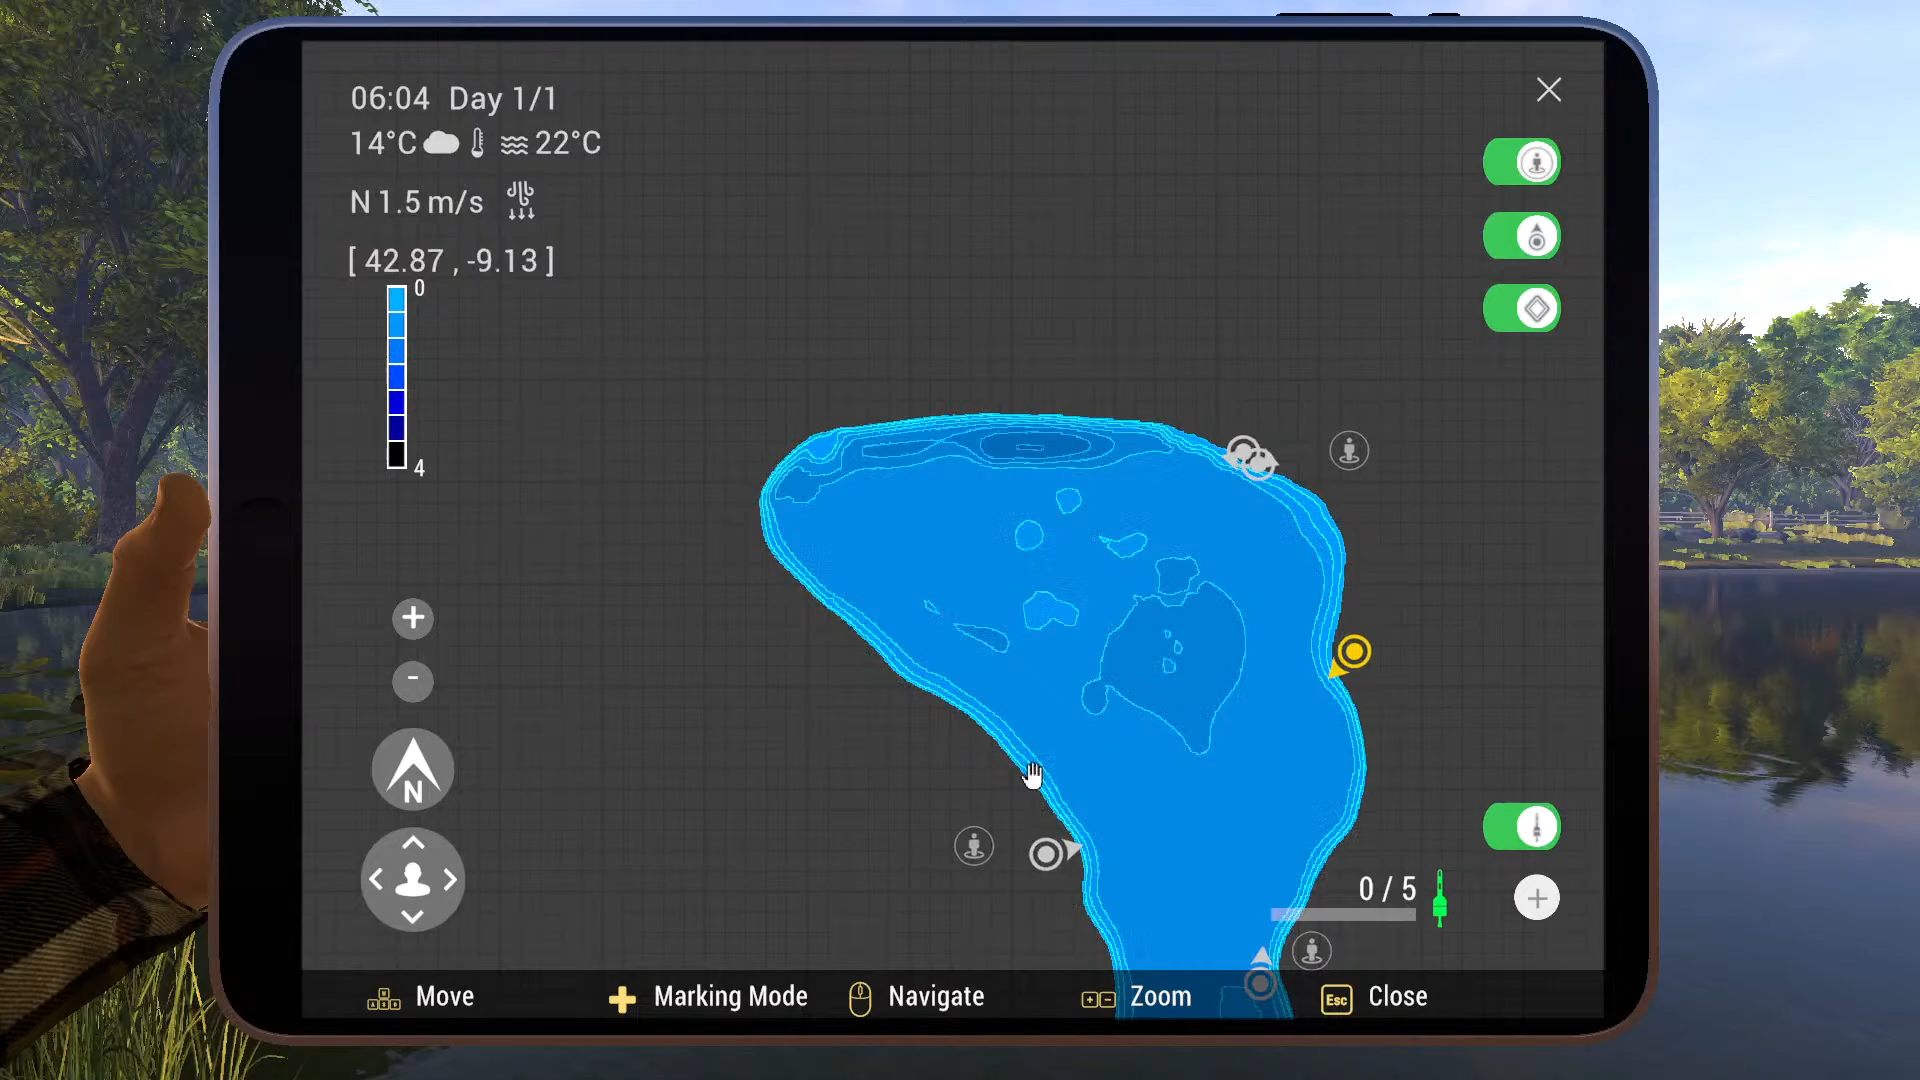 06:04 Day 1/1
14°C 22°C
N 1.5 m/s
[ 42.87 , -9.13 ]
0
4
+
-
N
0 / 5
+
Move
Marking Mode
Navigate
Zoom
Esc Close